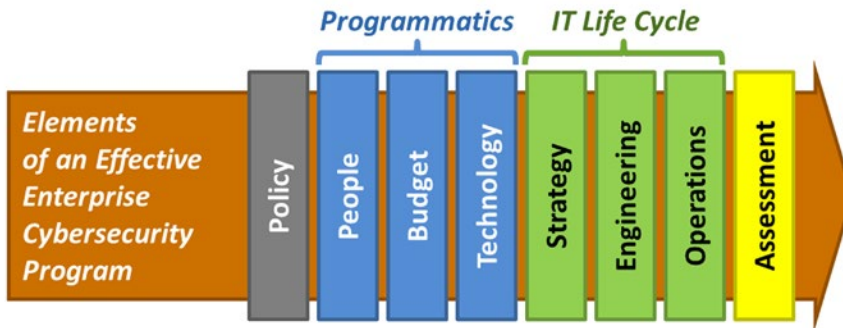 Programmatics
IT Life Cycle
Elements
of an Effective
Enterprise
Cybersecurity
Program
Policy
People
Budget
Technology
Strategy
Engineering
Operations
Assessment